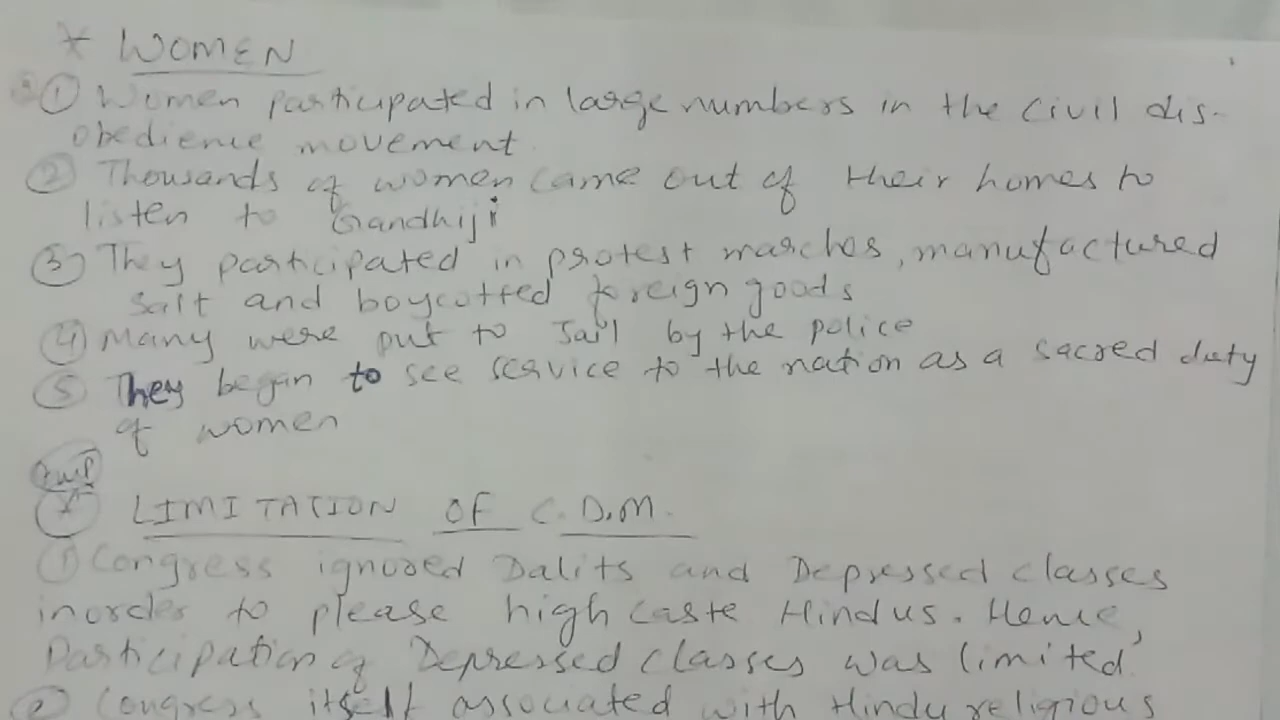 * WOMEN
① Women participated in large numbers in the civil dis-
obedience movement.
② Thousands of women came out of their homes to
listen to Gandhiji
③ They participated in protest marches, manufactured
salt and boycotted foreign goods
④ Many were put to Jail by the police
⑤ They began to see service to the nation as a sacred duty
of women
* LIMITATION OF C.D.M.
① Congress ignored Dalits and Depressed classes
inorder to please high caste Hindus. Hence,
Participation of Depressed classes was limited.
② Congress itself associated with Hindu religious